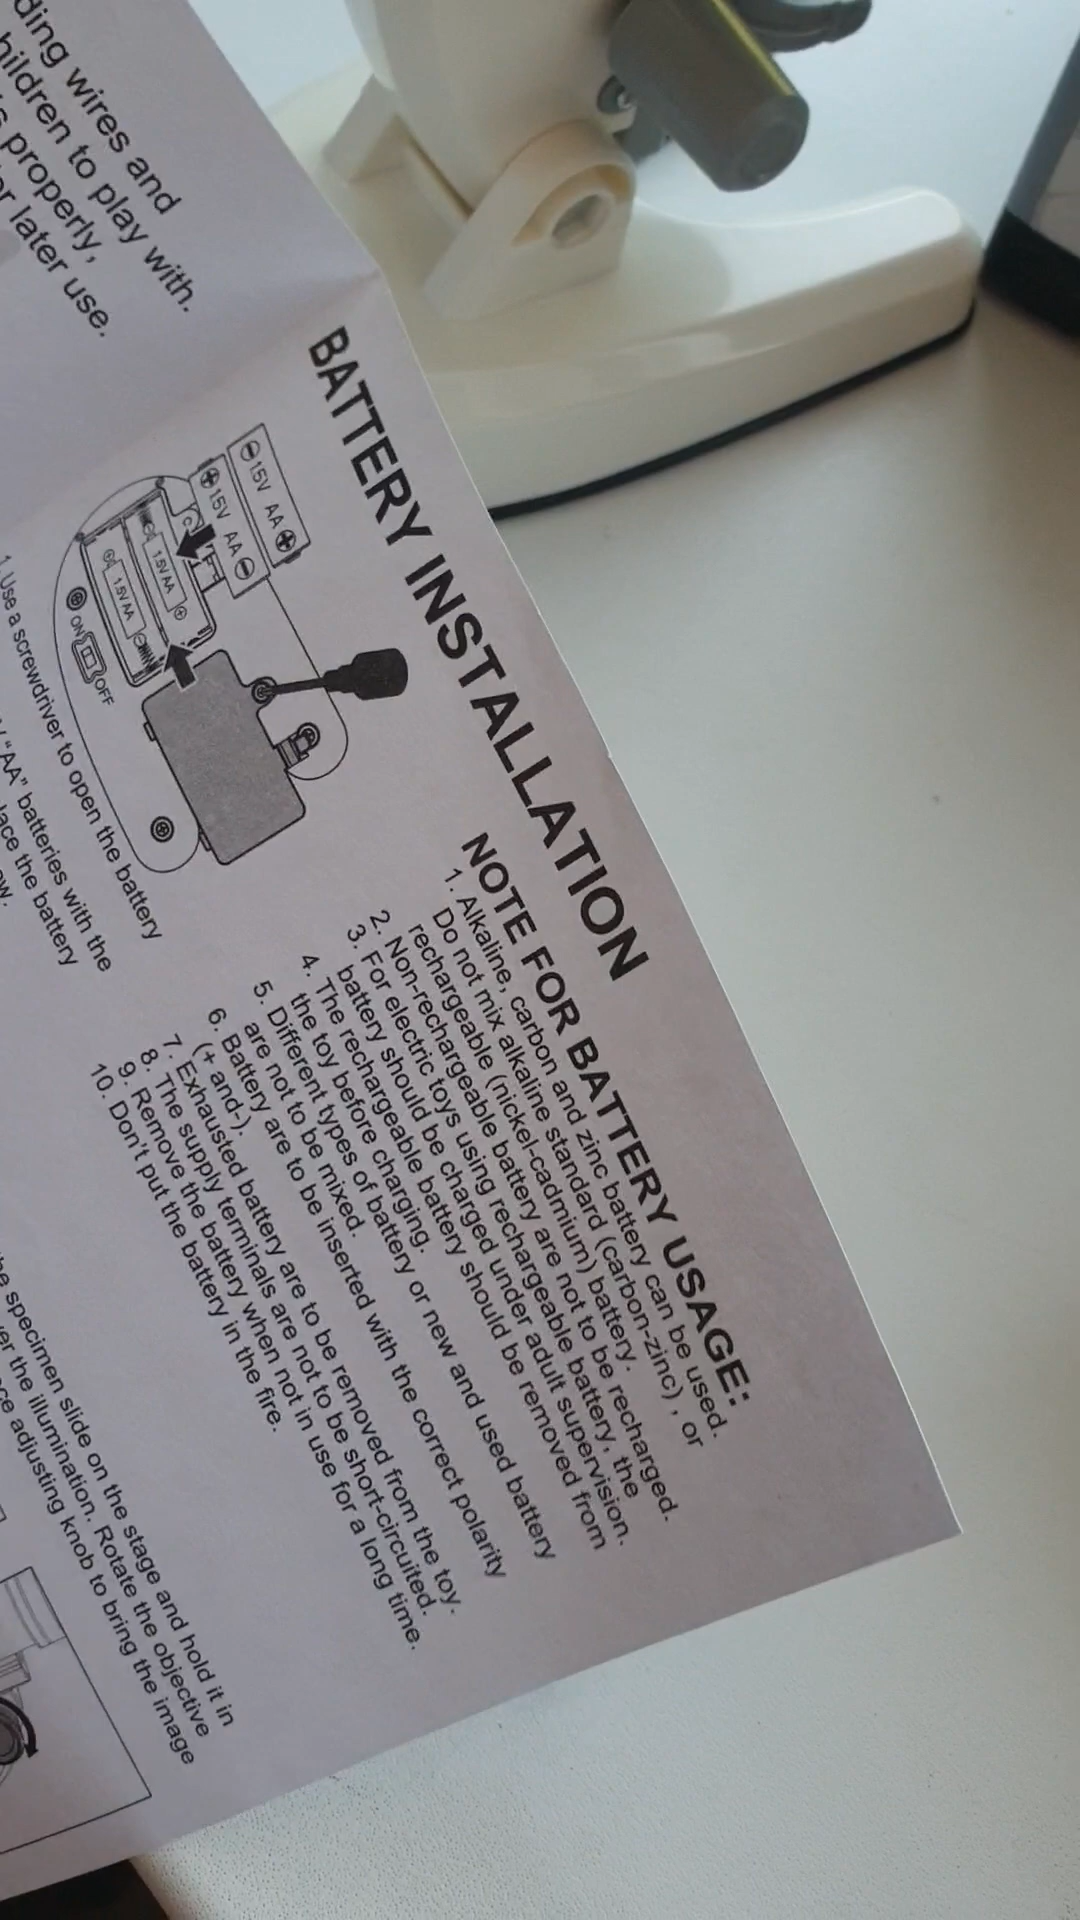 ding wires and
hildren to play with.
s properly,
or later use.
BATTERY INSTALLATION
⊖ 1.5V AA ⊕
⊕ 1.5V AA ⊖
1.5V AA ⊕
1.5V AA
ON
OFF
1. Use a screwdriver to open the battery
"AA" batteries with the
lace the battery
ow.
NOTE FOR BATTERY USAGE:
1. Alkaline, carbon and zinc battery can be used.
Do not mix alkaline standard (carbon-zinc) , or
rechargeable (nickel-cadmium) battery.
2. Non-rechargeable battery are not to be recharged.
3. For electric toys using rechargeable battery, the
battery should be charged under adult supervision.
4. The rechargeable battery should be removed from
the toy before charging.
5. Different types of battery or new and used battery
are not to be mixed.
6. Battery are to be inserted with the correct polarity
(+ and-).
7. Exhausted battery are to be removed from the toy.
8. The supply terminals are not to be short-circuited.
9. Remove the battery when not in use for a long time.
10. Don't put the battery in the fire.
he specimen slide on the stage and hold it in
ver the illumination. Rotate the objective
ce adjusting knob to bring the image